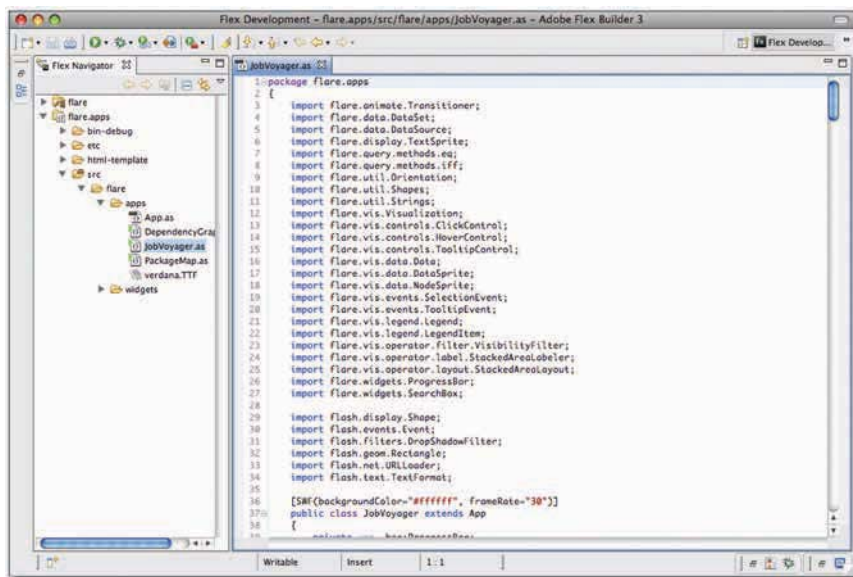 Flex Development - flare.apps/src/flare/apps/JobVoyager.as - Adobe Flex Builder 3
Flex Develop...
Flex Navigator
flare
flare.apps
bin-debug
etc
html-template
src
flare
apps
App.as
DependencyGra
JobVoyager.as
PackageMap.as
verdana.TTF
widgets
JobVoyager.as
1 package flare.apps
2 {
3 import flare.animate.Transitioner;
4 import flare.data.DataSet;
5 import flare.data.DataSource;
6 import flare.display.TextSprite;
7 import flare.query.methods.eq;
8 import flare.query.methods.iff;
9 import flare.util.Orientation;
10 import flare.util.Shapes;
11 import flare.util.Strings;
12 import flare.vis.Visualization;
13 import flare.vis.controls.ClickControl;
14 import flare.vis.controls.HoverControl;
15 import flare.vis.controls.TooltipControl;
16 import flare.vis.data.Data;
17 import flare.vis.data.DataSprite;
18 import flare.vis.data.NodeSprite;
19 import flare.vis.events.SelectionEvent;
20 import flare.vis.events.TooltipEvent;
21 import flare.vis.legend.Legend;
22 import flare.vis.legend.LegendItem;
23 import flare.vis.operator.filter.VisibilityFilter;
24 import flare.vis.operator.label.StackedAreaLabeler;
25 import flare.vis.operator.layout.StackedAreaLayout;
26 import flare.widgets.ProgressBar;
27 import flare.widgets.SearchBox;
28
29 import flash.display.Shape;
30 import flash.events.Event;
31 import flash.filters.DropShadowFilter;
32 import flash.geom.Rectangle;
33 import flash.net.URLLoader;
34 import flash.text.TextFormat;
35
36 [SWF(backgroundColor="#ffffff", frameRate="30")]
37 public class JobVoyager extends App
38 {
Writable Insert 1 : 1